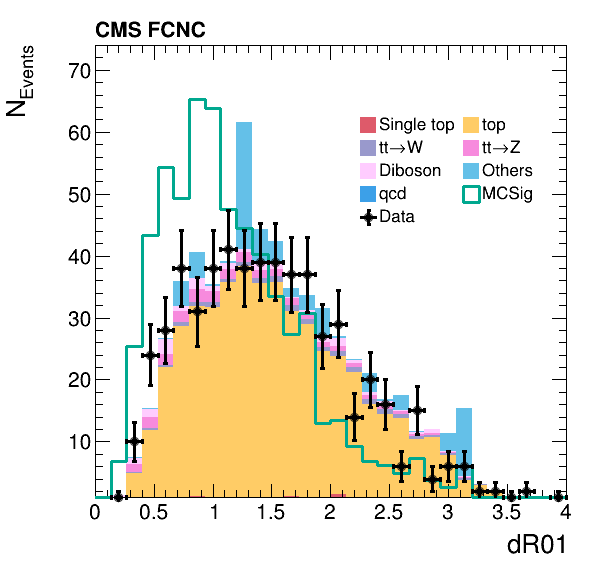 CMS FCNC
N_Events
70
60
50
40
30
20
10
Single top
top
tt→W
tt→Z
Diboson
Others
qcd
MCSig
Data
0 0.5 1 1.5 2 2.5 3 3.5 4
dR01